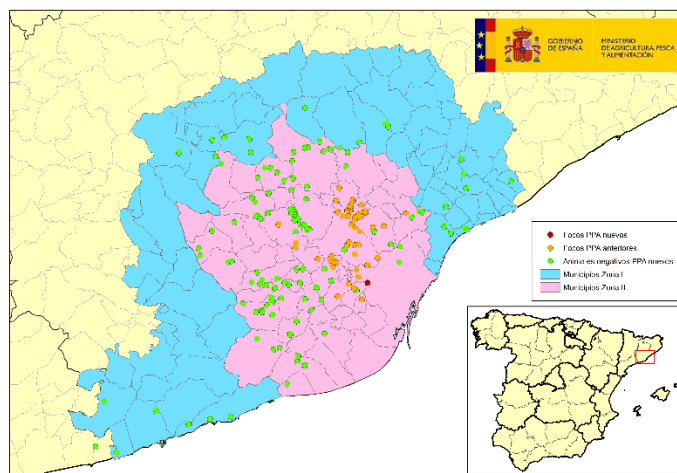 GOBIERNO
DE ESPAÑA
MINISTERIO
DE AGRICULTURA, PESCA
Y ALIMENTACIÓN
Focos PPA nuevos
Focos PPA anteriores
Animales negativos PPA nuevos
Municipios Zona I
Municipios Zona II